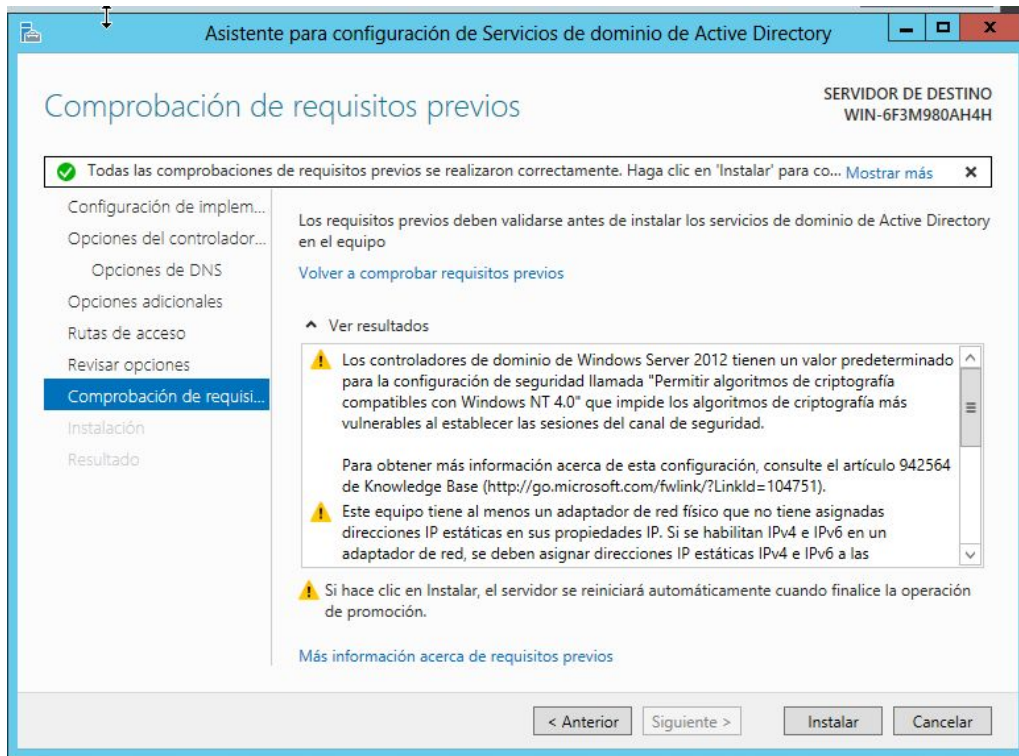 Asistente para configuración de Servicios de dominio de Active Directory
Comprobación de requisitos previos
SERVIDOR DE DESTINO
WIN-6F3M980AH4H
Todas las comprobaciones de requisitos previos se realizaron correctamente. Haga clic en 'Instalar' para co... Mostrar más
Configuración de implem...
Opciones del controlador...
Opciones de DNS
Opciones adicionales
Rutas de acceso
Revisar opciones
Comprobación de requisi...
Instalación
Resultado
Los requisitos previos deben validarse antes de instalar los servicios de dominio de Active Directory
en el equipo
Volver a comprobar requisitos previos
Ver resultados
Los controladores de dominio de Windows Server 2012 tienen un valor predeterminado
para la configuración de seguridad llamada "Permitir algoritmos de criptografía
compatibles con Windows NT 4.0" que impide los algoritmos de criptografía más
vulnerables al establecer las sesiones del canal de seguridad.
Para obtener más información acerca de esta configuración, consulte el artículo 942564
de Knowledge Base (http://go.microsoft.com/fwlink/?LinkId=104751).
Este equipo tiene al menos un adaptador de red físico que no tiene asignadas
direcciones IP estáticas en sus propiedades IP. Si se habilitan IPv4 e IPv6 en un
adaptador de red, se deben asignar direcciones IP estáticas IPv4 e IPv6 a las
Si hace clic en Instalar, el servidor se reiniciará automáticamente cuando finalice la operación
de promoción.
Más información acerca de requisitos previos
< Anterior
Siguiente >
Instalar
Cancelar